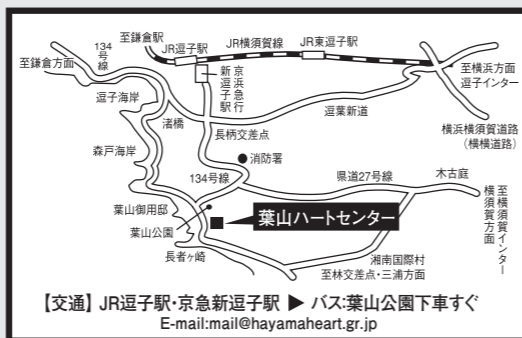 至鎌倉駅
JR逗子駅
JR横須賀線
JR東逗子駅
134号線
至鎌倉方面
京浜急行
新逗子駅
至横浜方面
逗子インター
逗子海岸
渚橋
逗葉新道
横浜横須賀道路
(横横道路)
長柄交差点
森戸海岸
消防署
134号線
県道27号線
木古庭
至横須賀インター
横須賀方面
葉山御用邸
葉山公園
葉山ハートセンター
長者ヶ崎
湘南国際村
至林交差点・三浦方面
【交通】JR逗子駅・京急新逗子駅 ▶ バス:葉山公園下車すぐ
E-mail:mail@hayamaheart.gr.jp